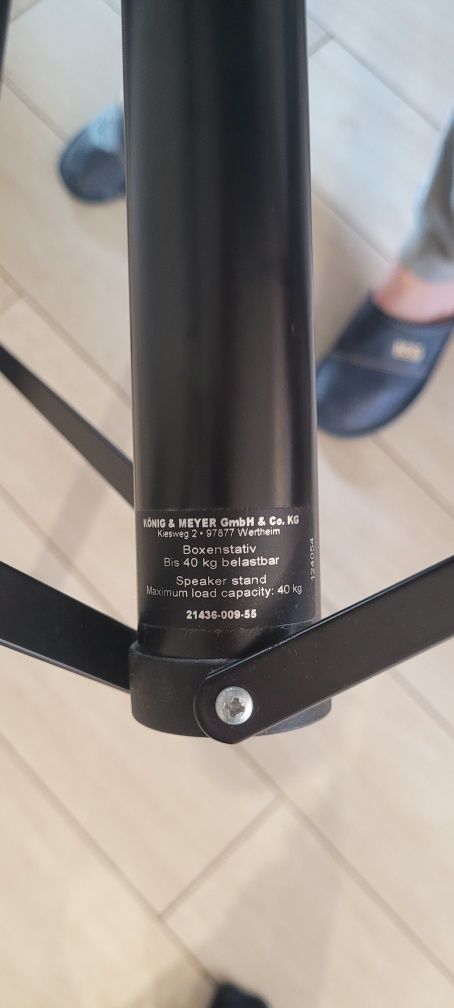 KÖNIG & MEYER GmbH & Co. KG
Kiesweg 2 • 97877 Wertheim
Boxenstativ
Bis 40 kg belastbar
Speaker stand
Maximum load capacity: 40 kg
21436-009-55
124054